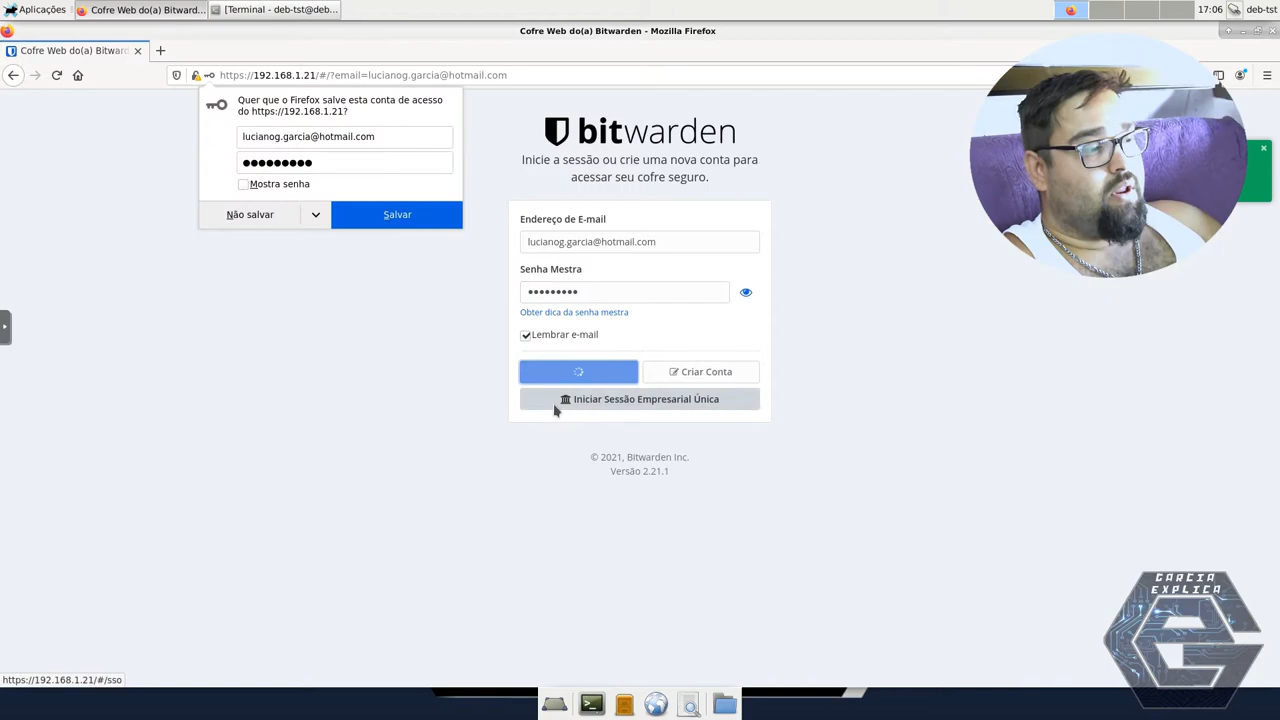 Aplicações
Cofre Web do(a) Bitward...
[Terminal - deb-tst@deb...
17:06
deb-tst
Cofre Web do(a) Bitwarden - Mozilla Firefox
Cofre Web do(a) Bitwar
https://192.168.1.21/#/?email=lucianog.garcia@hotmail.com
Quer que o Firefox salve esta conta de acesso
do https://192.168.1.21?
lucianog.garcia@hotmail.com
●●●●●●●●●
Mostra senha
Não salvar
Salvar
bitwarden
Inicie a sessão ou crie uma nova conta para
acessar seu cofre seguro.
Endereço de E-mail
lucianog.garcia@hotmail.com
Senha Mestra
●●●●●●●●●
Obter dica da senha mestra
Lembrar e-mail
Criar Conta
Iniciar Sessão Empresarial Única
© 2021, Bitwarden Inc.
Versão 2.21.1
GARCIA
EXPLICA
https://192.168.1.21/#/sso